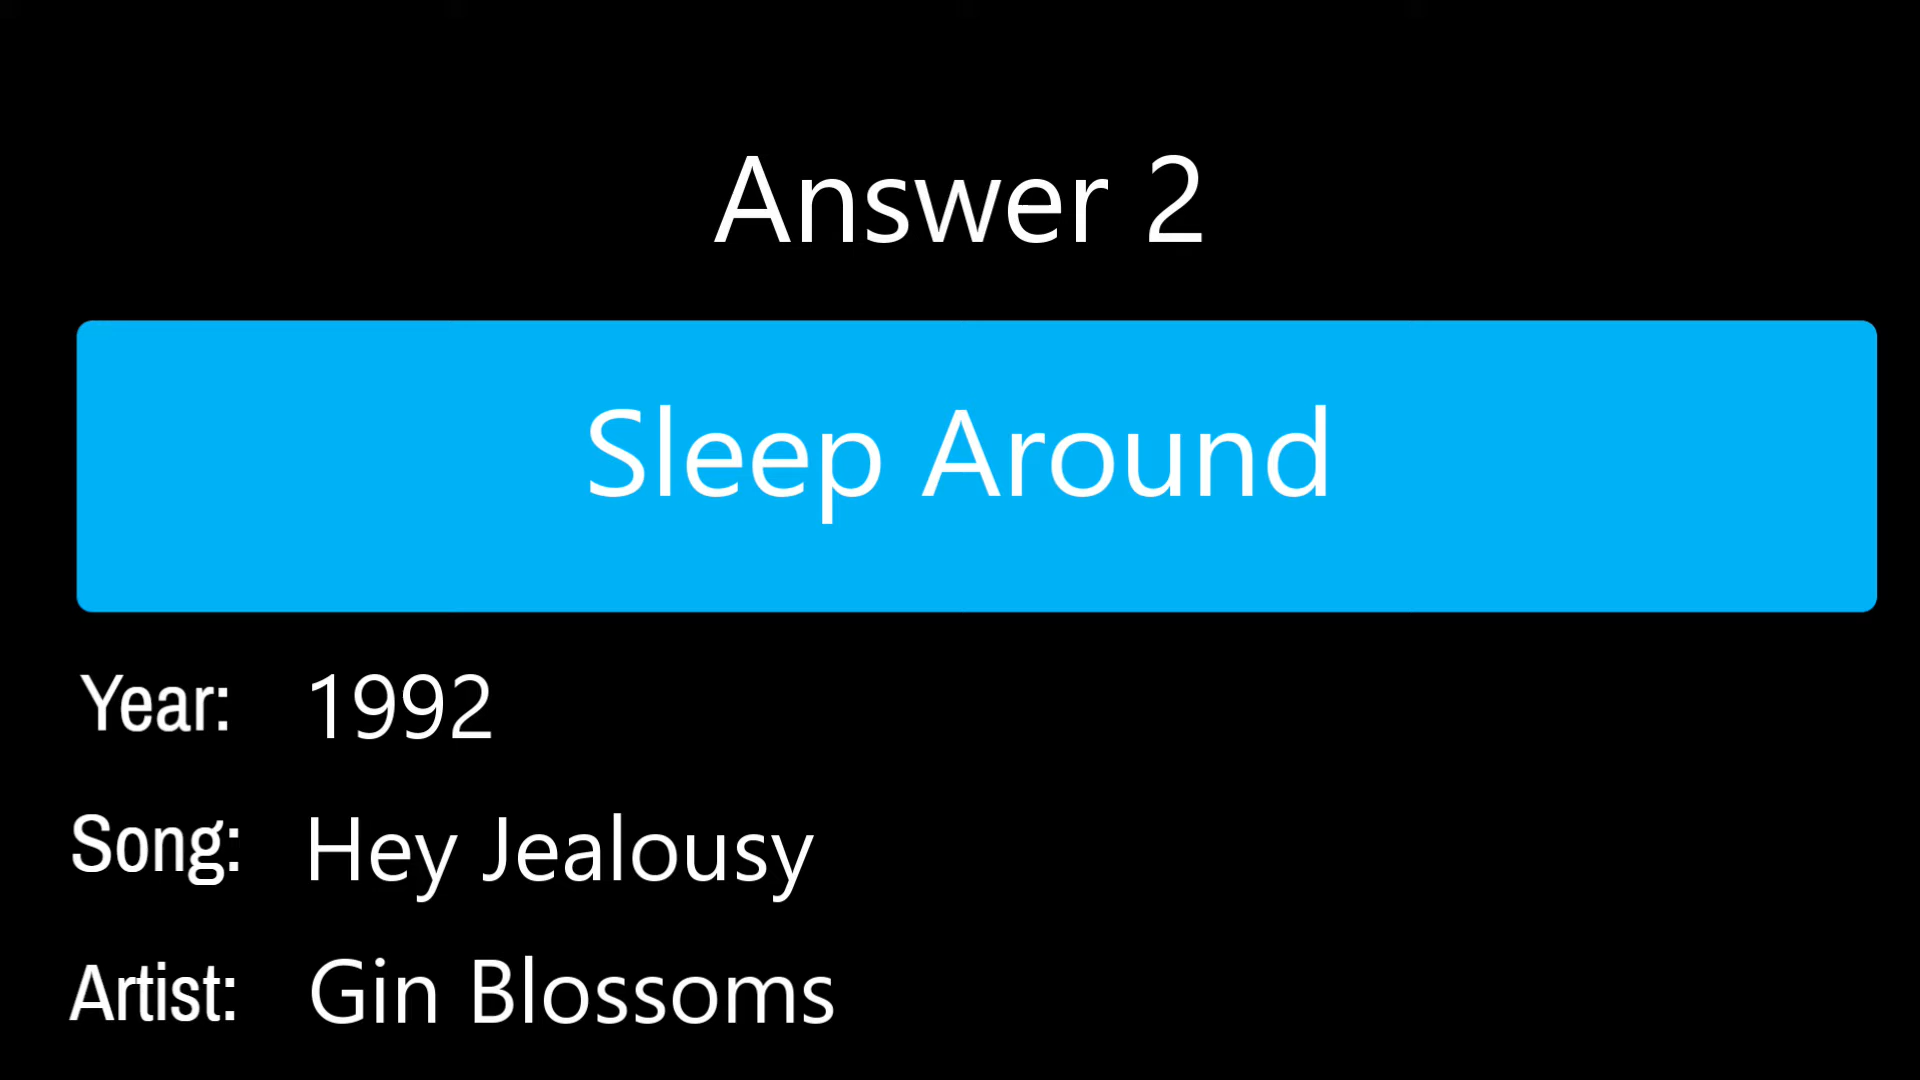 Answer 2
Sleep Around
Year: 1992
Song: Hey Jealousy
Artist: Gin Blossoms